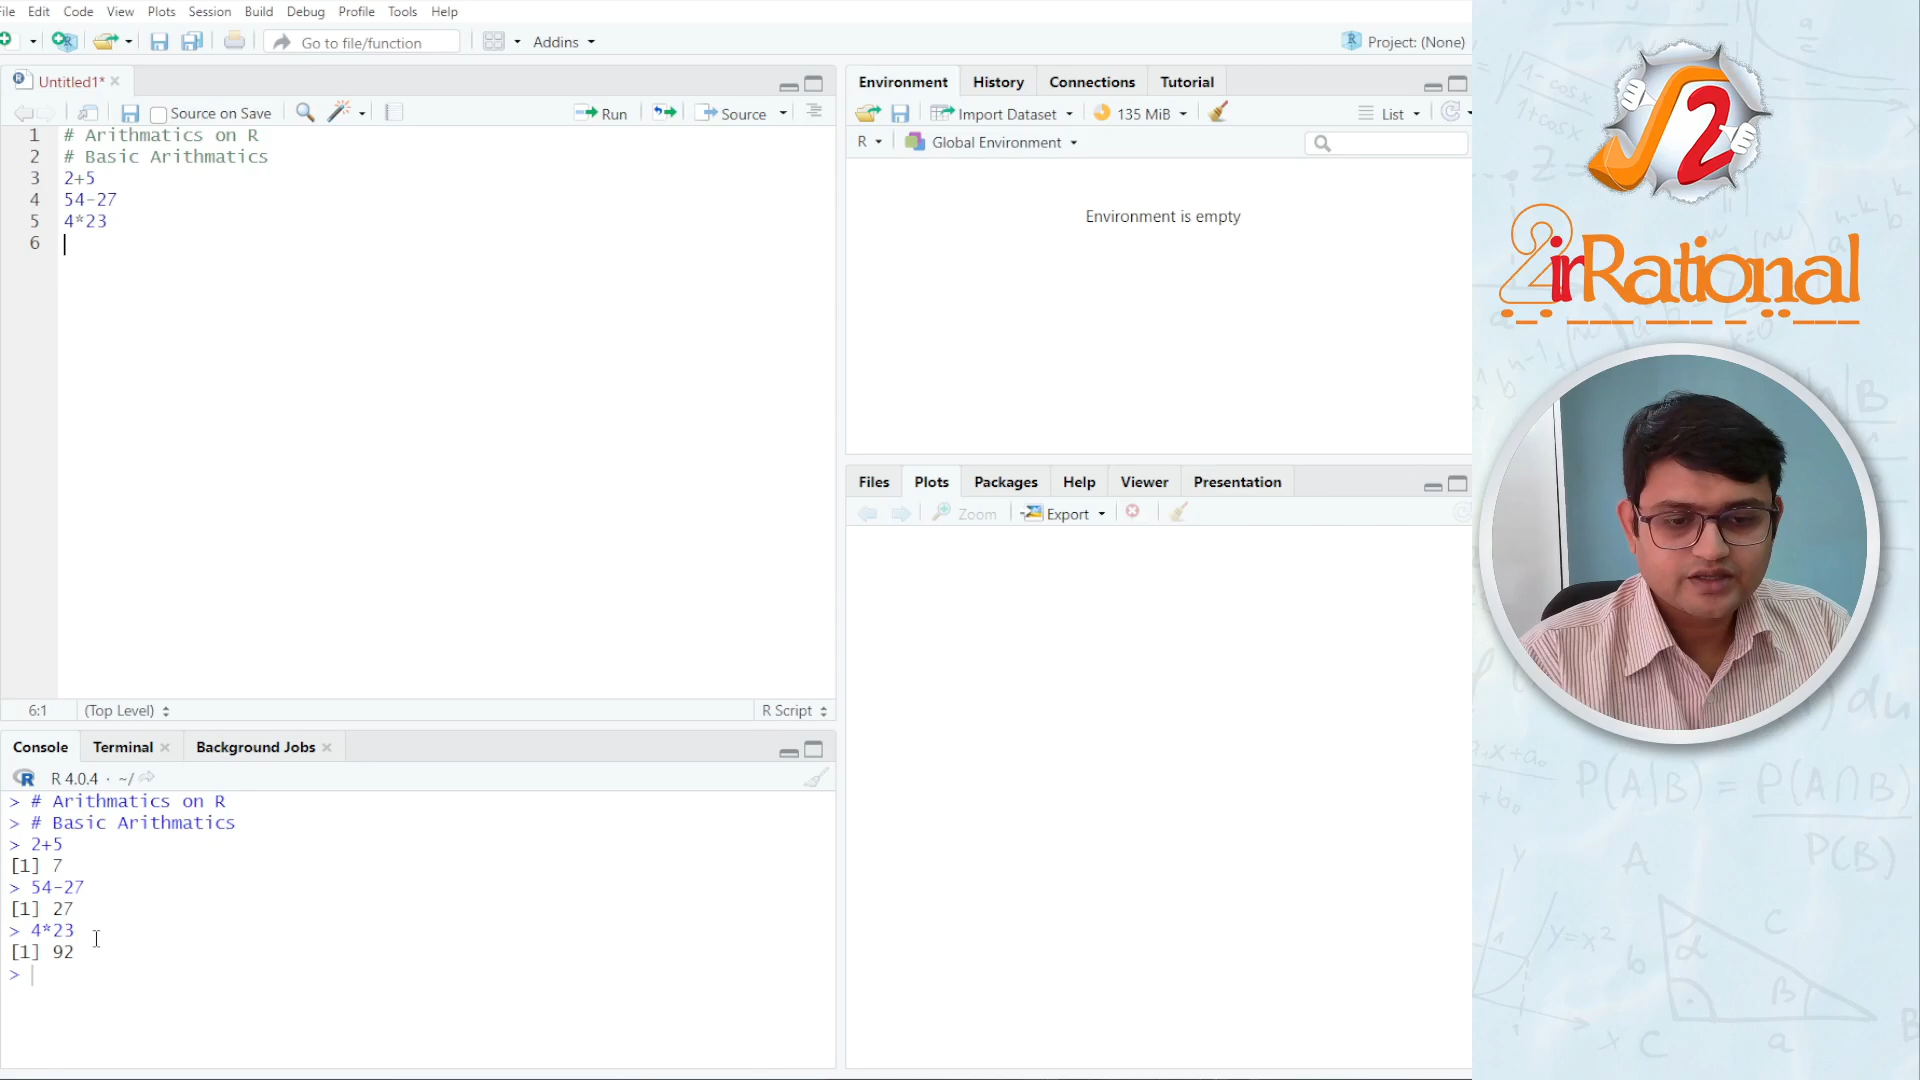 File Edit Code View Plots Session Build Debug Profile Tools Help
Go to file/function Addins Project: (None)
Untitled1*
Source on Save Run Source
1 # Arithmatics on R
2 # Basic Arithmatics
3 2+5
4 54-27
5 4*23
6
6:1 (Top Level) R Script
Console Terminal Background Jobs
R 4.0.4 · ~/
> # Arithmatics on R
> # Basic Arithmatics
> 2+5
[1] 7
> 54-27
[1] 27
> 4*23
[1] 92
>
Environment History Connections Tutorial
Import Dataset 135 MiB List
R Global Environment
Environment is empty
Files Plots Packages Help Viewer Presentation
Zoom Export
√2
2irRational
P(A|B) = P(A∩B)
P(B)
y=x²
A
C
b
α
B
a